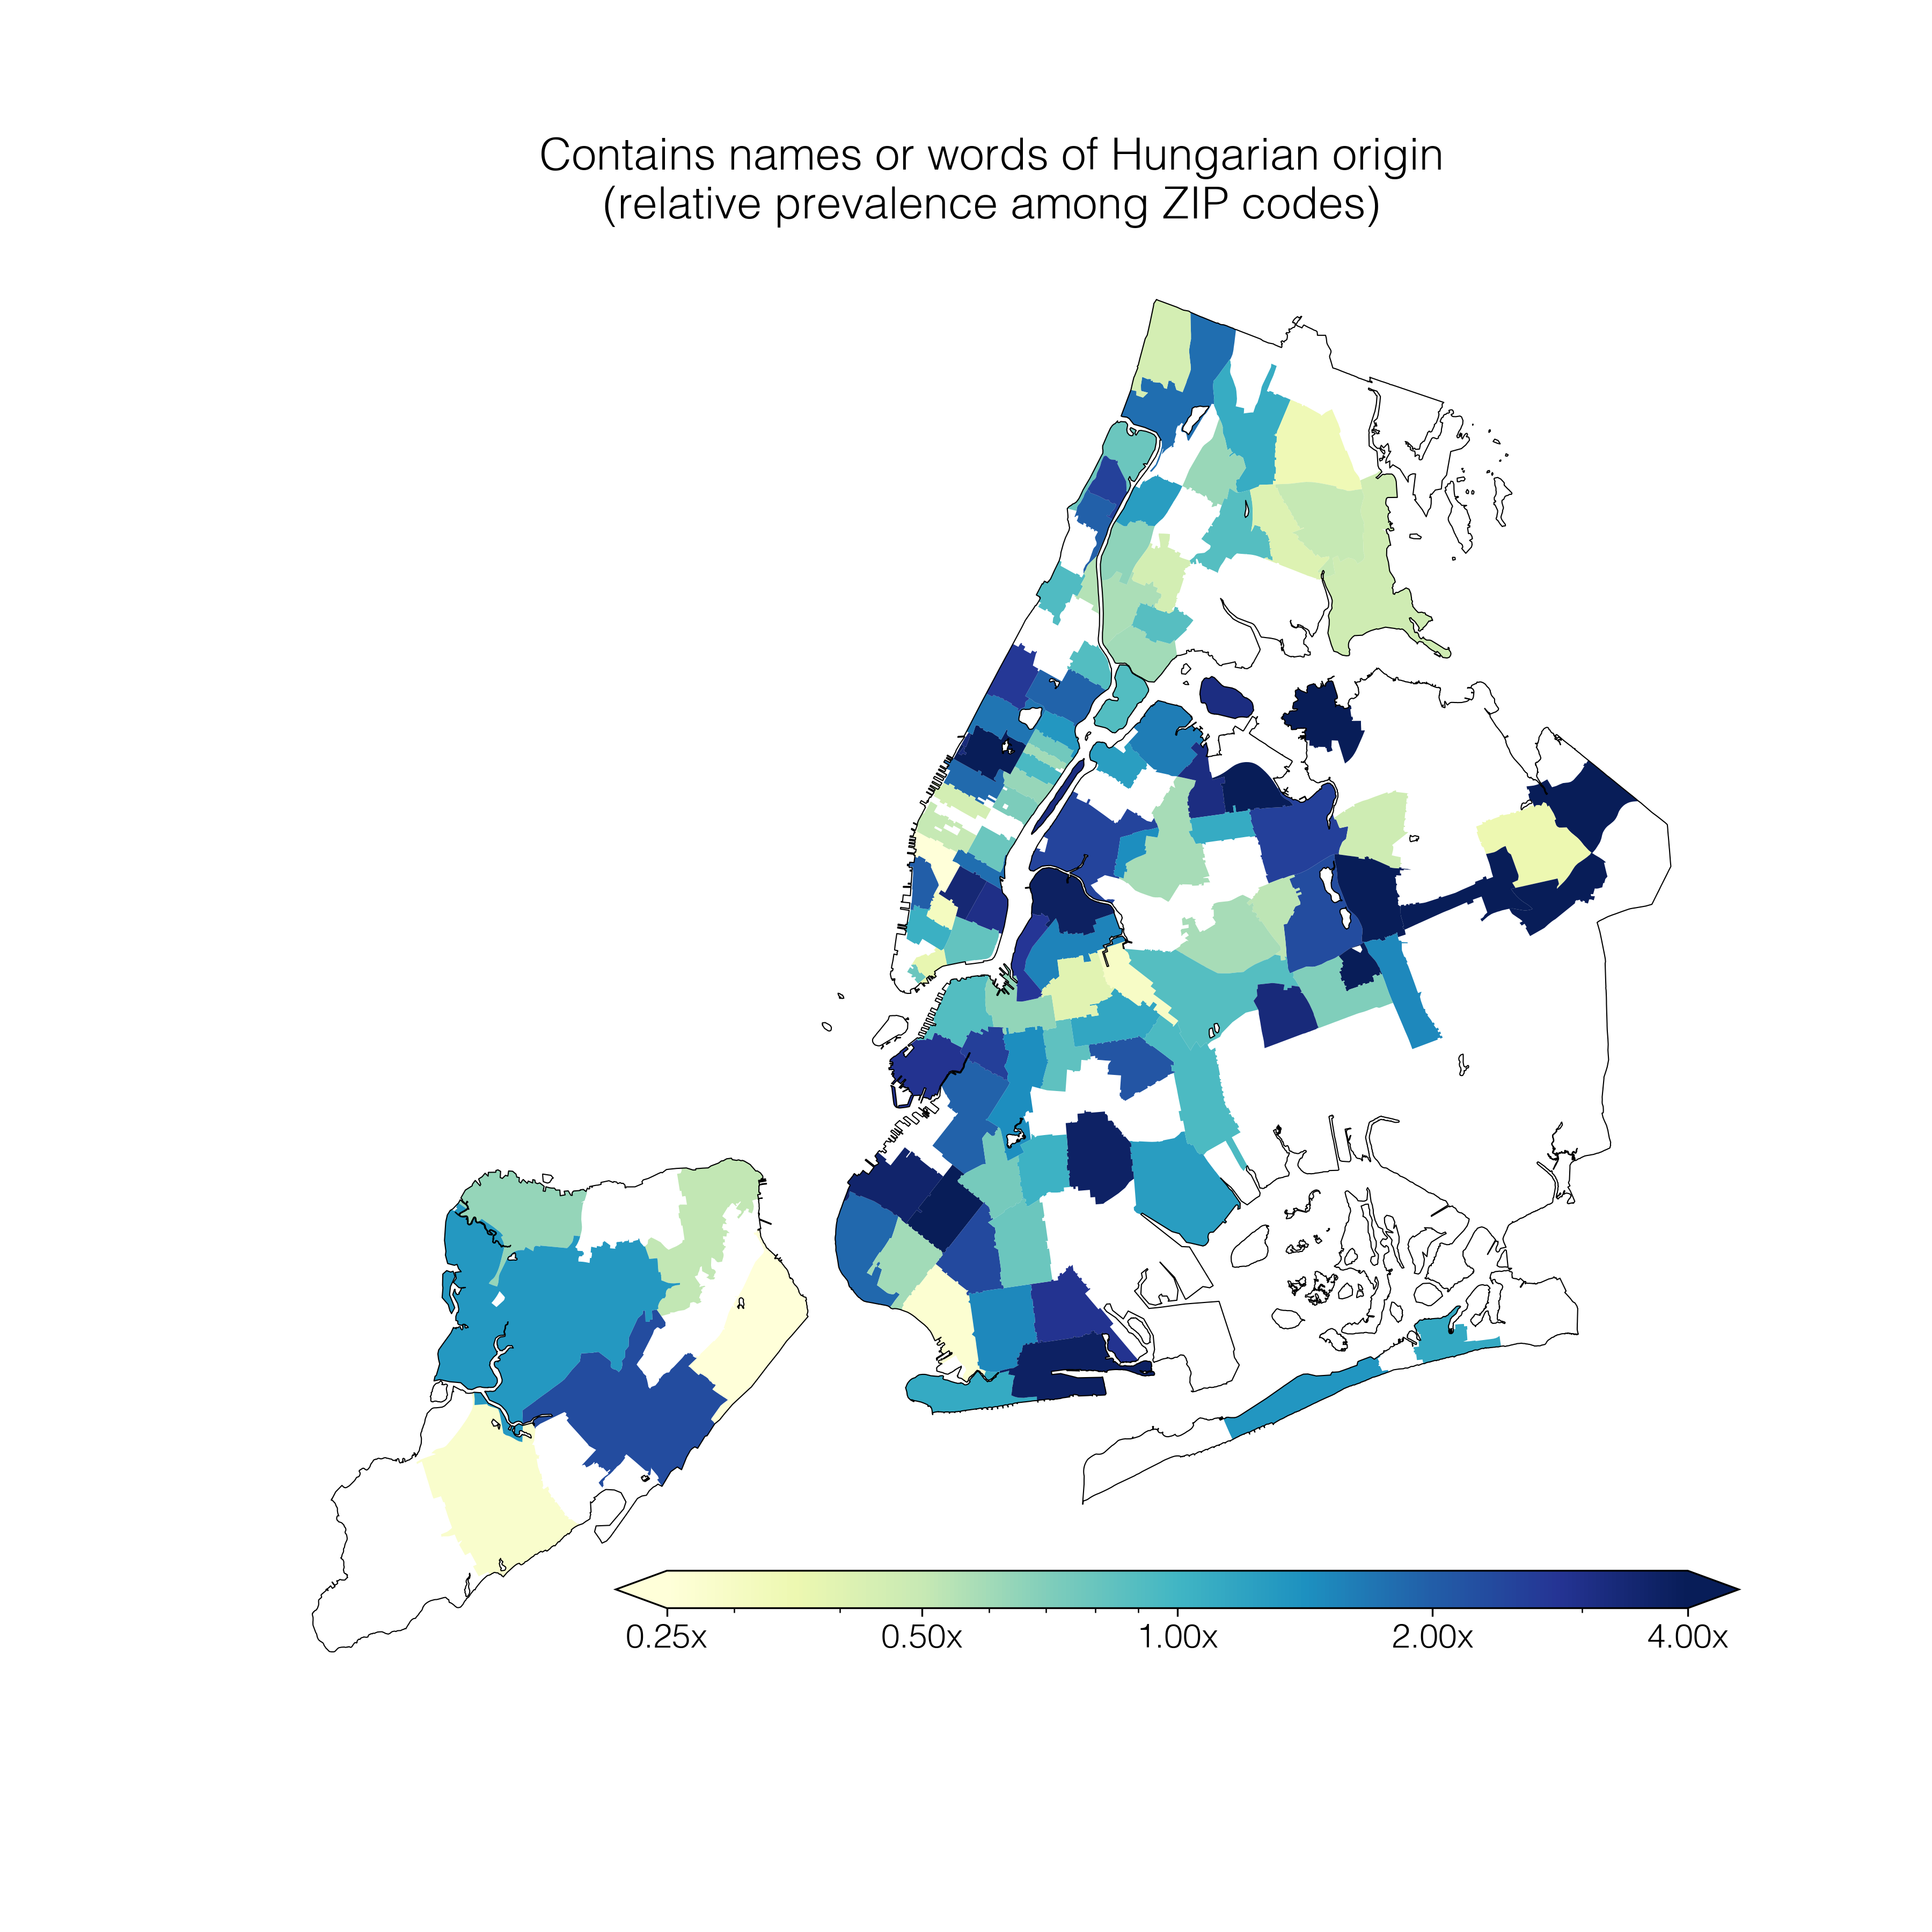 Contains names or words of Hungarian origin
(relative prevalence among ZIP codes)
0.25x 0.50x 1.00x 2.00x 4.00x